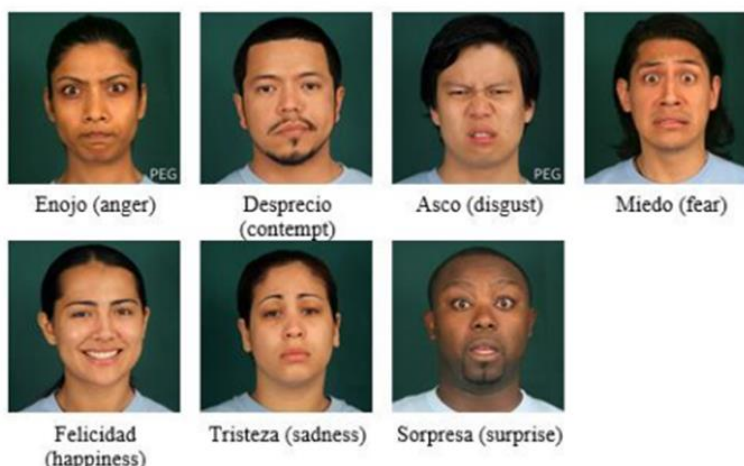 PEG
PEG
Enojo (anger)
Desprecio
(contempt)
Asco (disgust)
Miedo (fear)
Felicidad
(happiness)
Tristeza (sadness)
Sorpresa (surprise)